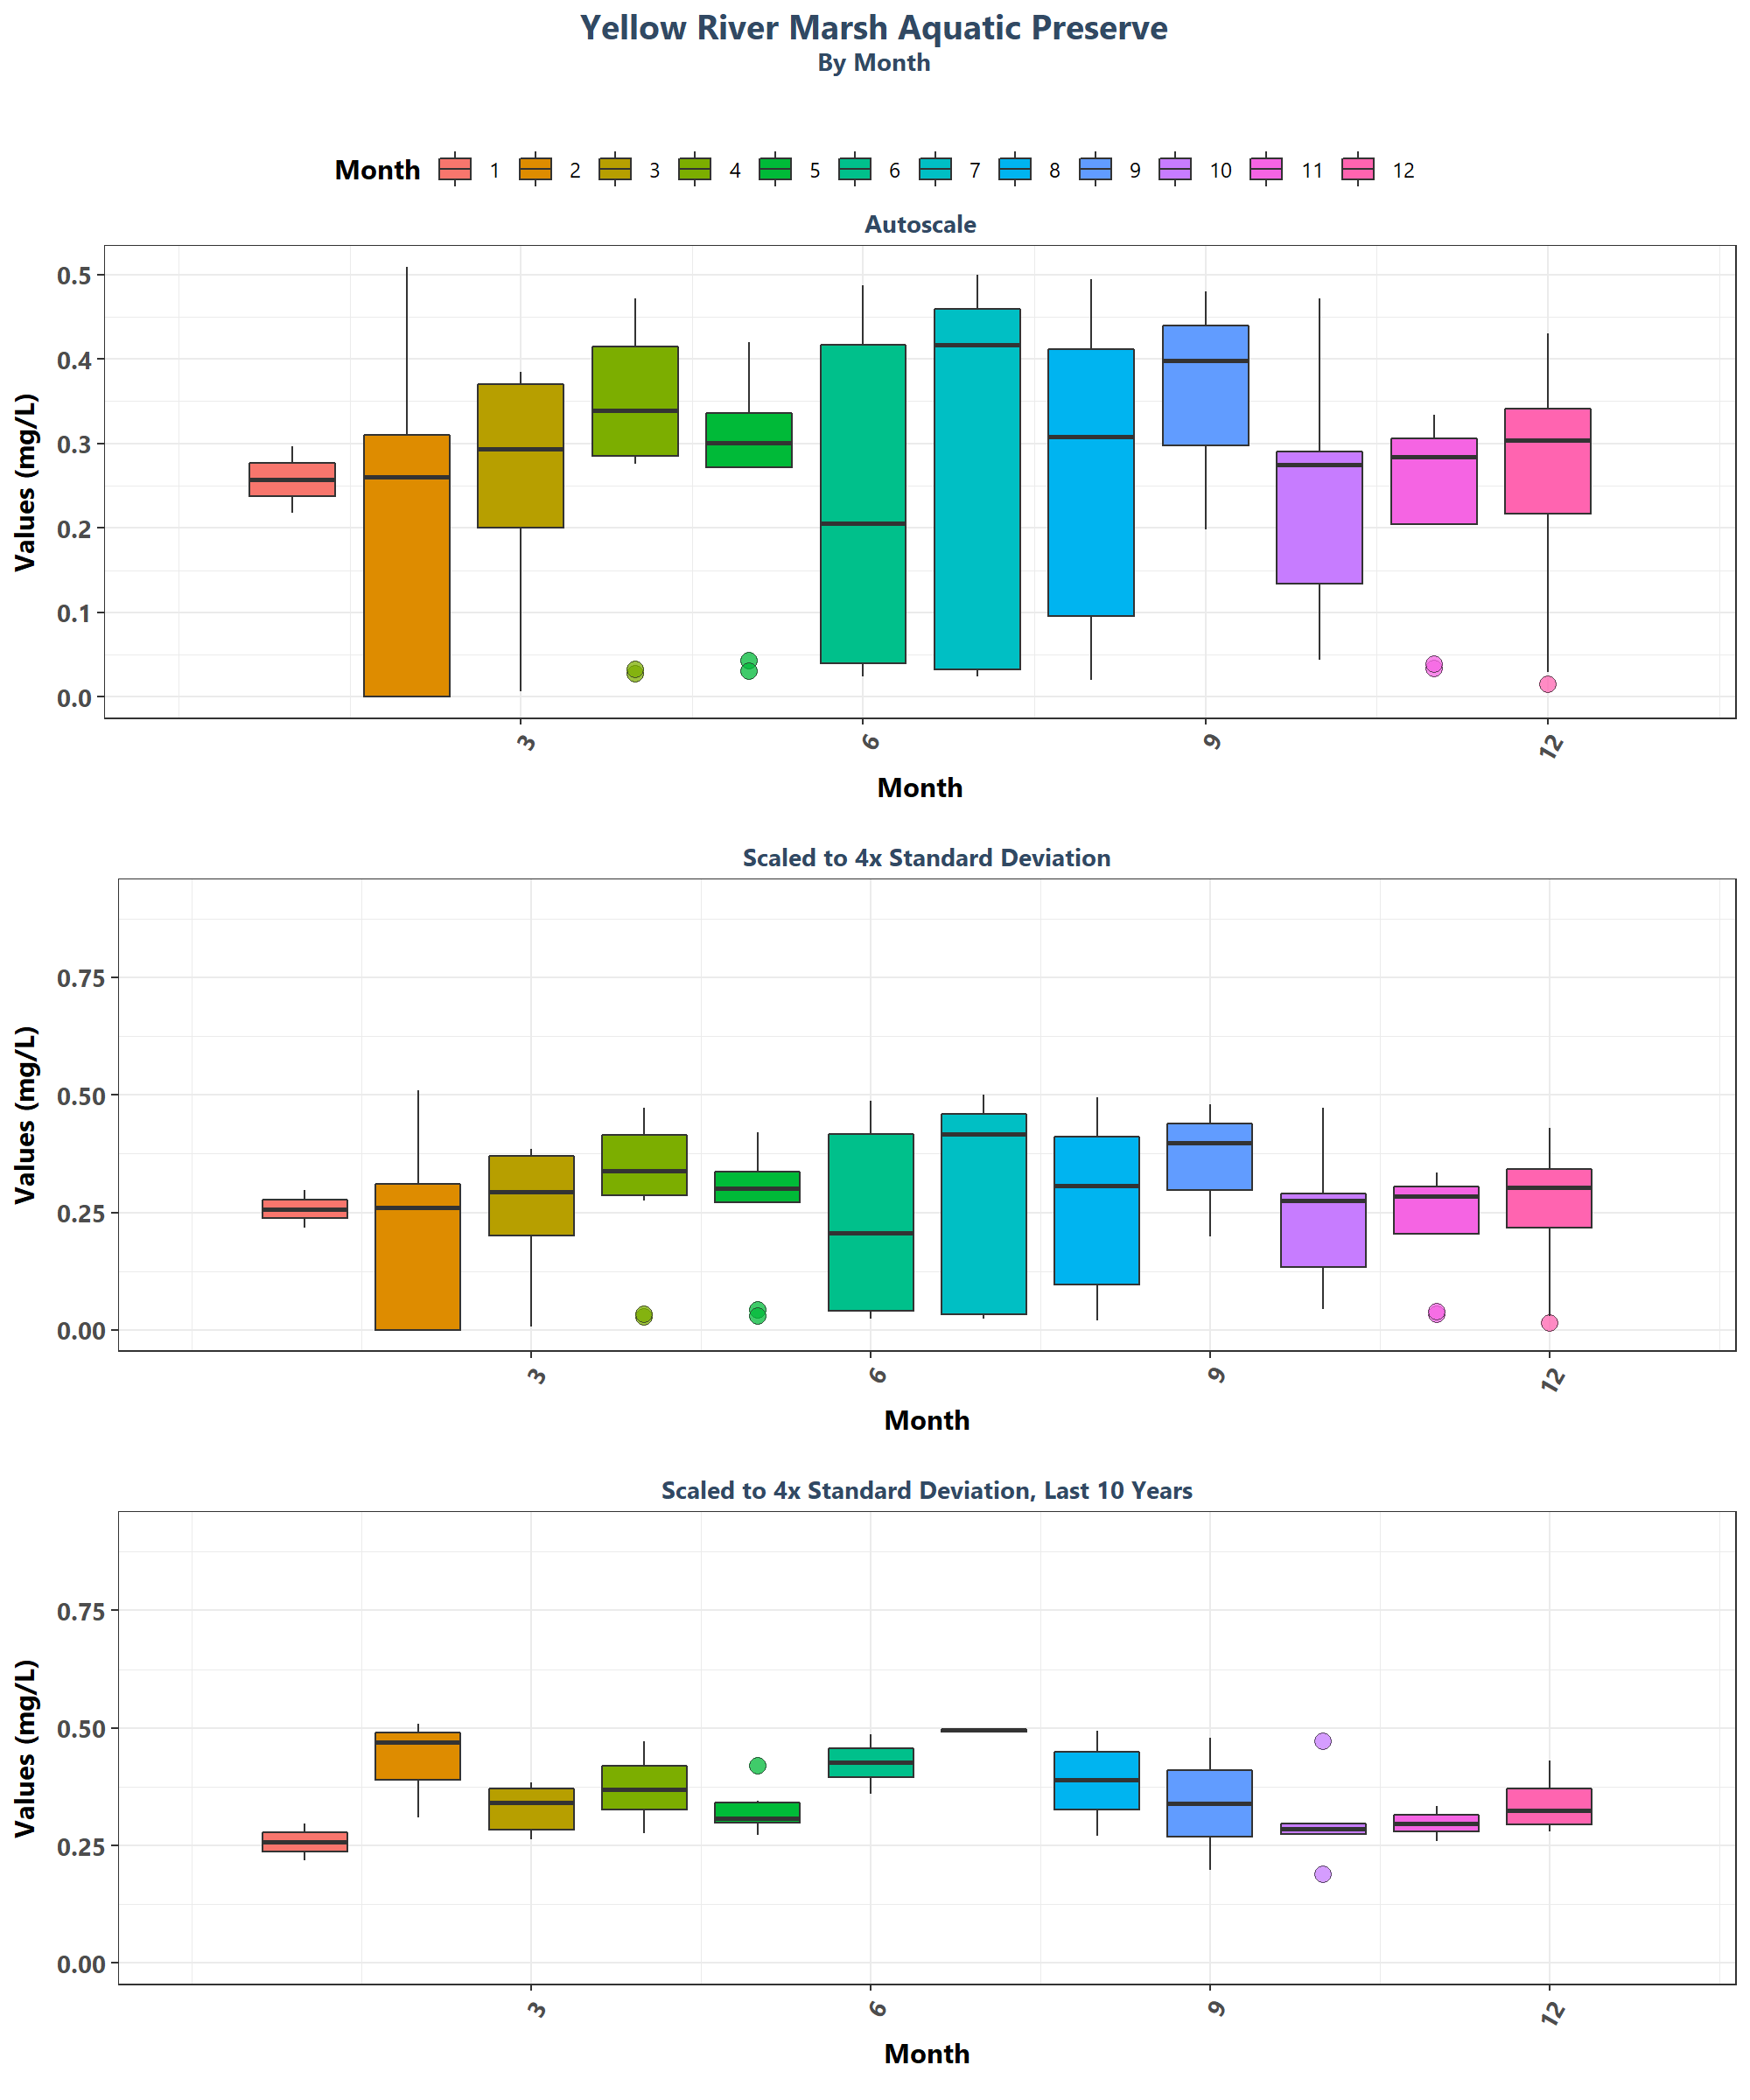 Yellow River Marsh Aquatic Preserve
By Month
Month 1 2 3 4 5 6 7 8 9 10 11 12
Autoscale
Values (mg/L)
0.5
0.4
0.3
0.2
0.1
0.0
3 6 9 12
Month
Scaled to 4x Standard Deviation
Values (mg/L)
0.75
0.50
0.25
0.00
3 6 9 12
Month
Scaled to 4x Standard Deviation, Last 10 Years
Values (mg/L)
0.75
0.50
0.25
0.00
3 6 9 12
Month